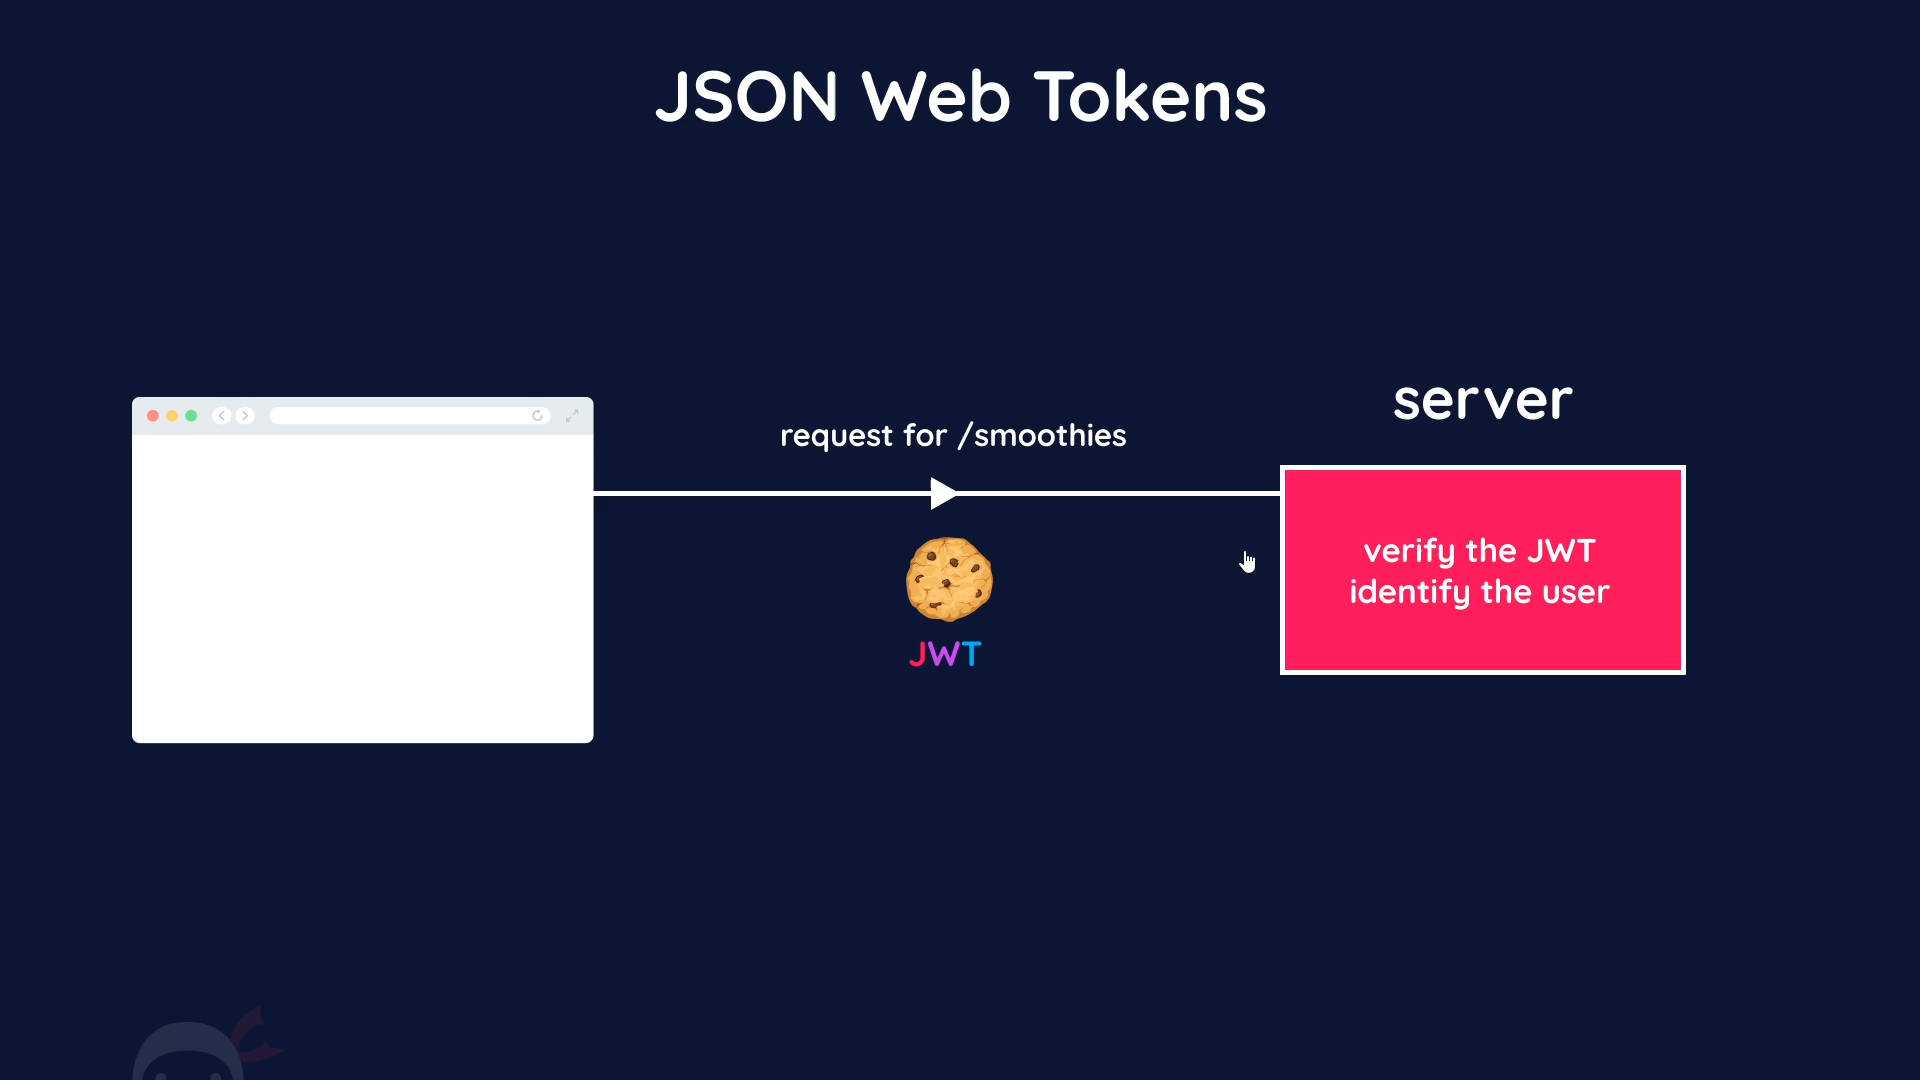 JSON Web Tokens
server
request for /smoothies
verify the JWT
identify the user
JWT